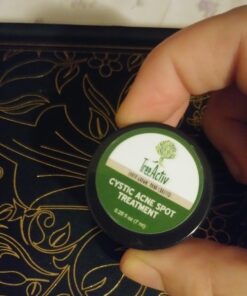 TreeActiv
CYSTIC ACNE SPOT
TREATMENT
0.25 fl oz (7 ml)